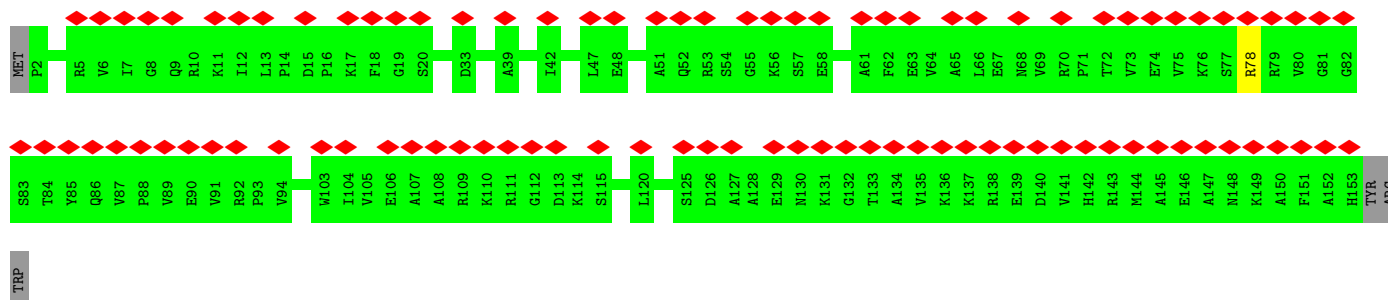 MET P2 R5 V6 I7 G8 Q9 R10 K11 I12 L13 P14 D15 P16 K17 F18 G19 S20 D33 A39 I42 L47 E48 A51 Q52 R53 S54 G55 K56 S57 E58 A61 F62 E63 V64 A65 L66 E67 N68 V69 R70 P71 T72 V73 E74 V75 K76 S77 R78 R79 V80 G81 G82
S83 T84 Y85 Q86 V87 P88 V89 E90 V91 R92 P93 V94 W103 I104 V105 E106 A107 A108 R109 K110 R111 G112 D113 K114 S115 L120 S125 D126 A127 A128 E129 N130 K131 G132 T133 A134 V135 K136 K137 R138 E139 D140 V141 H142 R143 M144 A145 E146 A147 N148 K149 A150 F151 A152 H153 TYR ARG
TRP